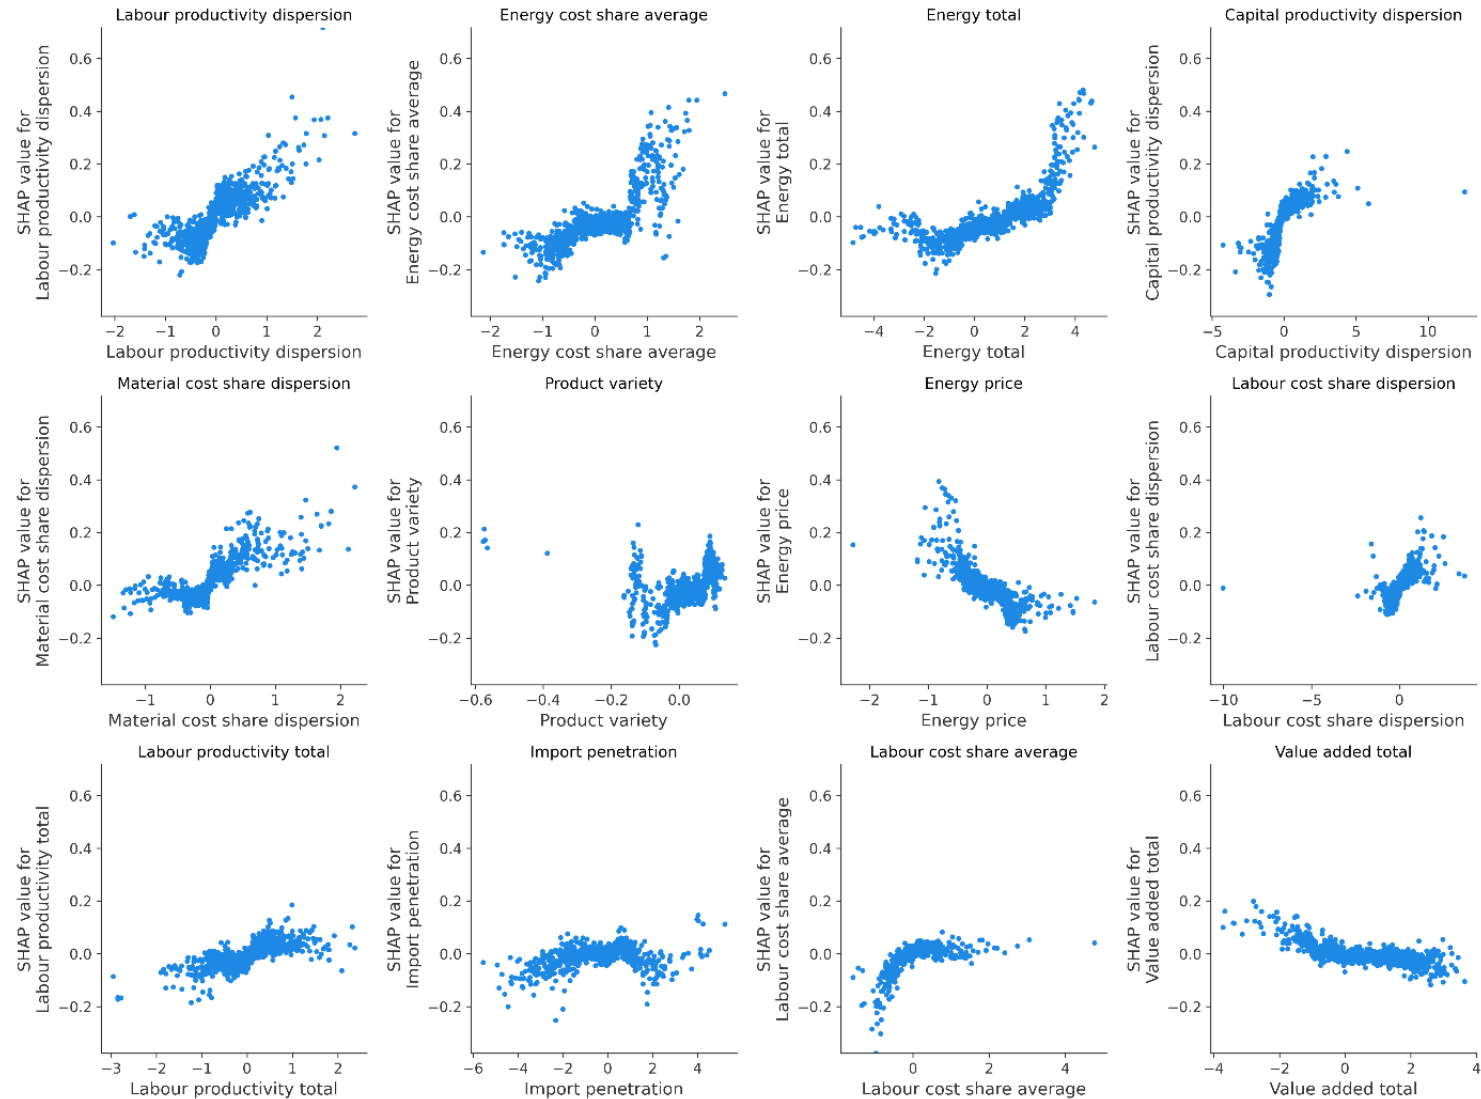 Labour productivity dispersion
SHAP value for
Labour productivity dispersion
0.6
0.4
0.2
0.0
−0.2
−2
−1
0
1
2
Labour productivity dispersion
Energy cost share average
SHAP value for
Energy cost share average
0.6
0.4
0.2
0.0
−0.2
−2
−1
0
1
2
Energy cost share average
Energy total
SHAP value for
Energy total
0.6
0.4
0.2
0.0
−0.2
−4
−2
0
2
4
Energy total
Capital productivity dispersion
SHAP value for
Capital productivity dispersion
0.6
0.4
0.2
0.0
−0.2
−5
0
5
10
Capital productivity dispersion
Material cost share dispersion
SHAP value for
Material cost share dispersion
0.6
0.4
0.2
0.0
−0.2
−1
0
1
2
Material cost share dispersion
Product variety
SHAP value for
Product variety
0.6
0.4
0.2
0.0
−0.2
−0.6
−0.4
−0.2
0.0
Product variety
Energy price
SHAP value for
Energy price
0.6
0.4
0.2
0.0
−0.2
−2
−1
0
1
2
Energy price
Labour cost share dispersion
SHAP value for
Labour cost share dispersion
0.6
0.4
0.2
0.0
−0.2
−10
−5
0
Labour cost share dispersion
Labour productivity total
SHAP value for
Labour productivity total
0.6
0.4
0.2
0.0
−0.2
−3
−2
−1
0
1
2
Labour productivity total
Import penetration
SHAP value for
Import penetration
0.6
0.4
0.2
0.0
−0.2
−6
−4
−2
0
2
4
6
Import penetration
Labour cost share average
SHAP value for
Labour cost share average
0.6
0.4
0.2
0.0
−0.2
0
2
4
Labour cost share average
Value added total
SHAP value for
Value added total
0.6
0.4
0.2
0.0
−0.2
−4
−2
0
2
4
Value added total